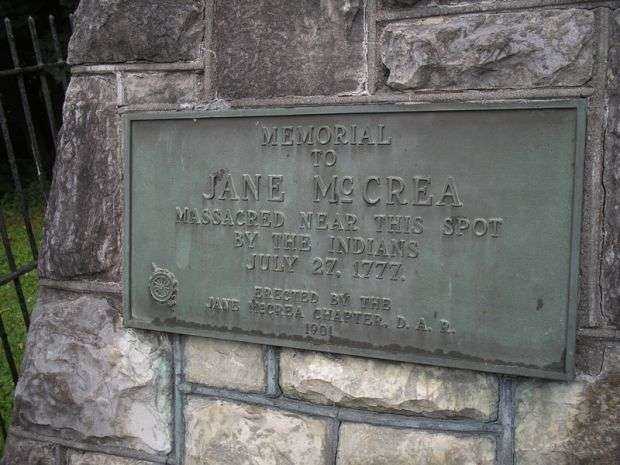 MEMORIAL
TO
JANE McCREA
MASSACRED NEAR THIS SPOT
BY THE INDIANS
JULY 27, 1777.
ERECTED BY THE
JANE McCREA CHAPTER, D. A. R.
1901